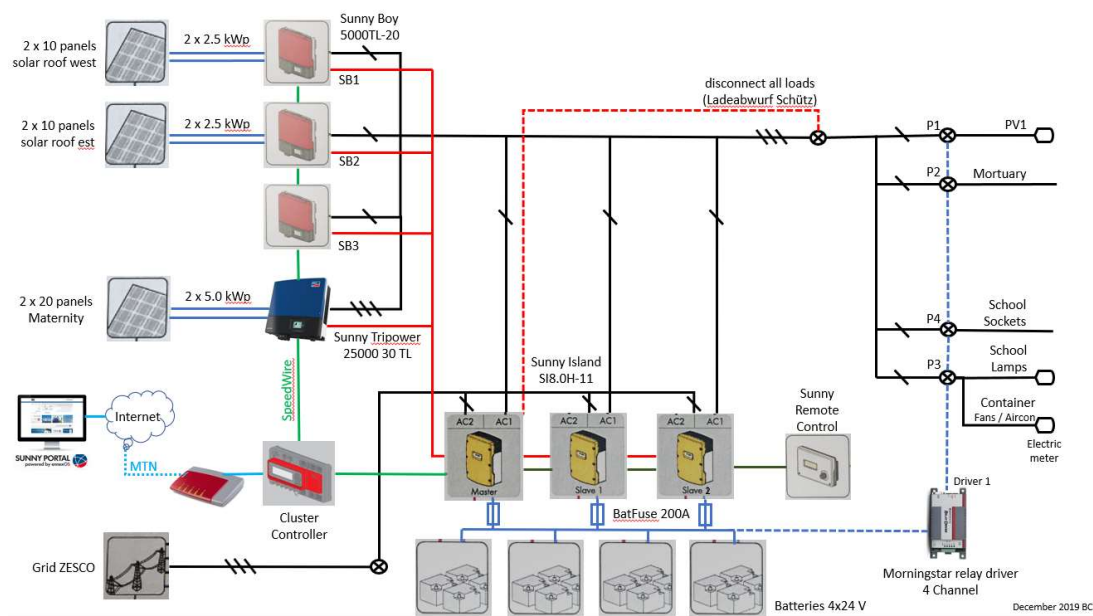 Sunny Boy
5000TL-20
2 x 10 panels
solar roof west
2 x 2.5 kWp
SB1
disconnect all loads
(Ladeabwurf Schütz)
2 x 10 panels
solar roof est
2 x 2.5 kWp
SB2
P1
PV1
P2
Mortuary
SB3
2 x 20 panels
Maternity
2 x 5.0 kWp
Sunny Tripower
25000 30 TL
P4
School
Sockets
P3
School
Lamps
Container
Fans / Aircon
Electric
meter
SpeedWire
Sunny Island
SI8.0H-11
Sunny
Remote
Control
AC2 AC1
AC2 AC1
AC2 AC1
Master
Slave 1
Slave 2
Internet
SUNNY PORTAL
powered by ennexOS
MTN
Cluster
Controller
BatFuse 200A
Driver 1
Grid ZESCO
Morningstar relay driver
4 Channel
Batteries 4x24 V
December 2019 BC